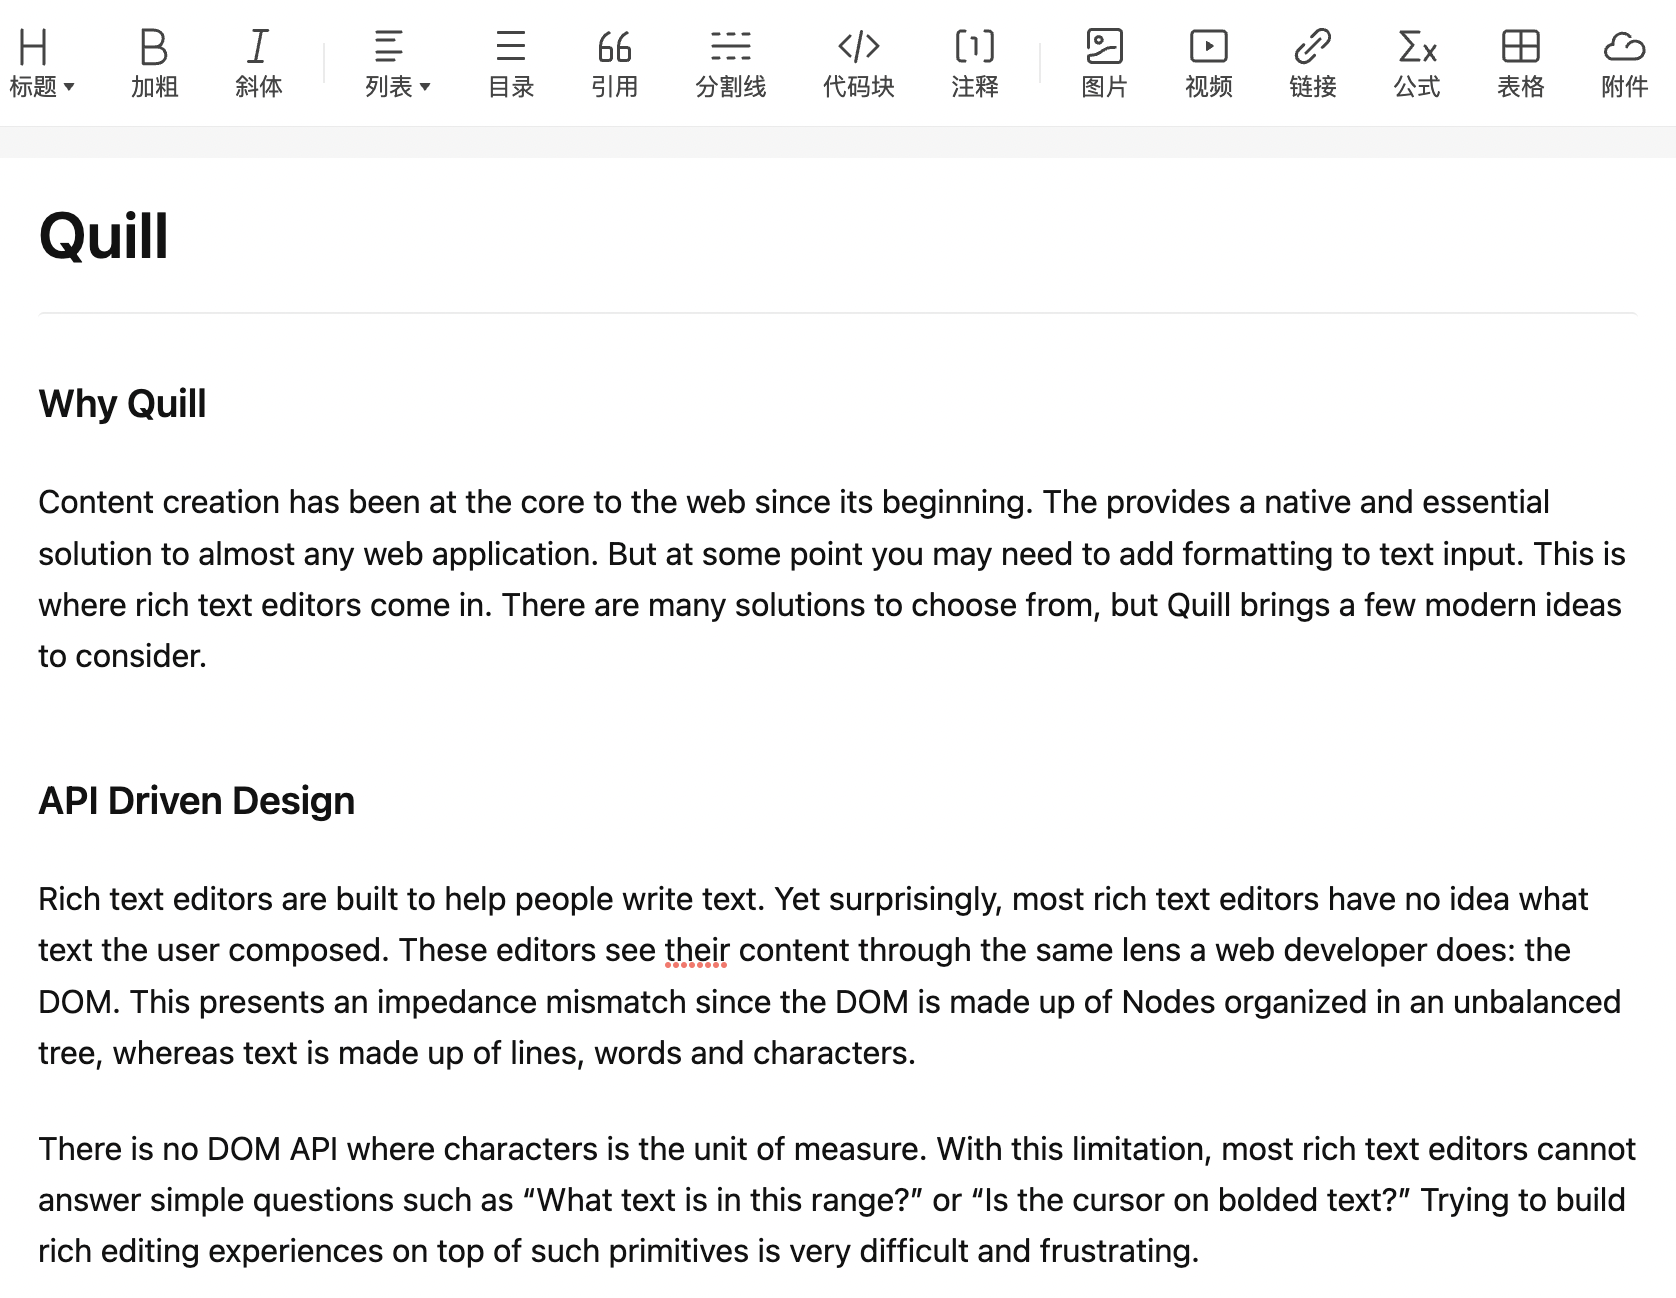 标题 加粗 斜体 列表 目录 引用 分割线 代码块 注释 图片 视频 链接 公式 表格 附件
Quill
Why Quill
Content creation has been at the core to the web since its beginning. The provides a native and essential
solution to almost any web application. But at some point you may need to add formatting to text input. This is
where rich text editors come in. There are many solutions to choose from, but Quill brings a few modern ideas
to consider.
API Driven Design
Rich text editors are built to help people write text. Yet surprisingly, most rich text editors have no idea what
text the user composed. These editors see their content through the same lens a web developer does: the
DOM. This presents an impedance mismatch since the DOM is made up of Nodes organized in an unbalanced
tree, whereas text is made up of lines, words and characters.
There is no DOM API where characters is the unit of measure. With this limitation, most rich text editors cannot
answer simple questions such as “What text is in this range?” or “Is the cursor on bolded text?” Trying to build
rich editing experiences on top of such primitives is very difficult and frustrating.